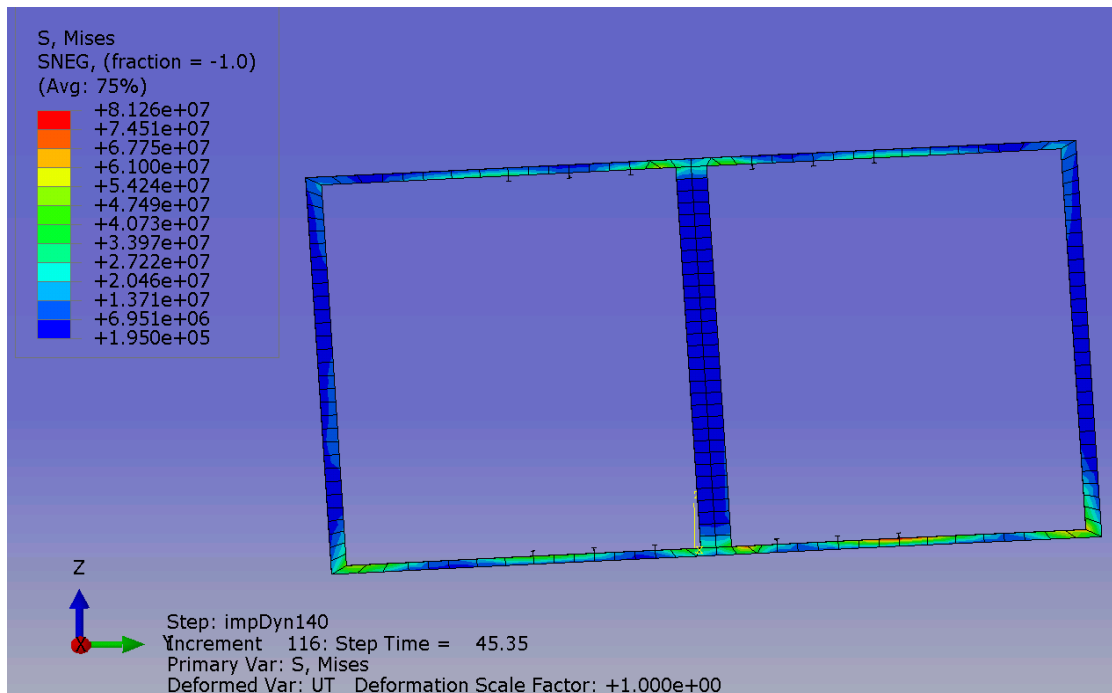 S, Mises
SNEG, (fraction = -1.0)
(Avg: 75%)
+8.126e+07
+7.451e+07
+6.775e+07
+6.100e+07
+5.424e+07
+4.749e+07
+4.073e+07
+3.397e+07
+2.722e+07
+2.046e+07
+1.371e+07
+6.951e+06
+1.950e+05
Z
Y
X
Step: impDyn140
Increment 116: Step Time = 45.35
Primary Var: S, Mises
Deformed Var: UT Deformation Scale Factor: +1.000e+00